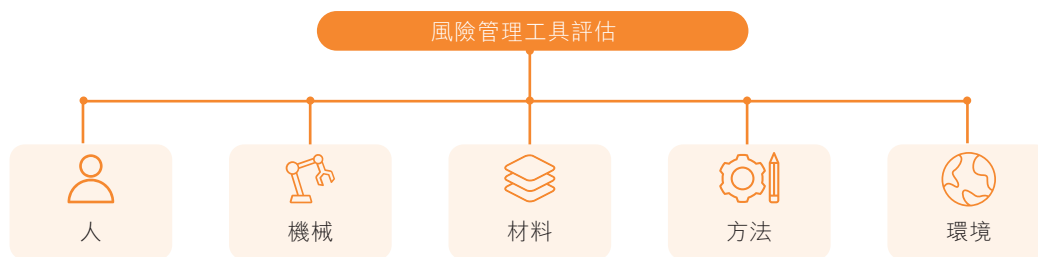 風險管理工具評估
人
機械
材料
方法
環境